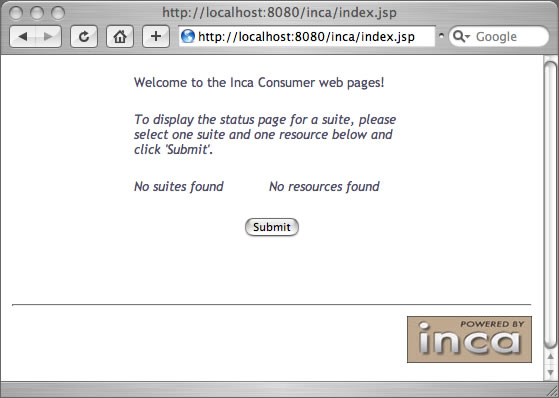 http://localhost:8080/inca/index.jsp
http://localhost:8080/inca/index.jsp
Google
Welcome to the Inca Consumer web pages!
To display the status page for a suite, please
select one suite and one resource below and
click 'Submit'.
No suites found No resources found
Submit
POWERED BY
inca